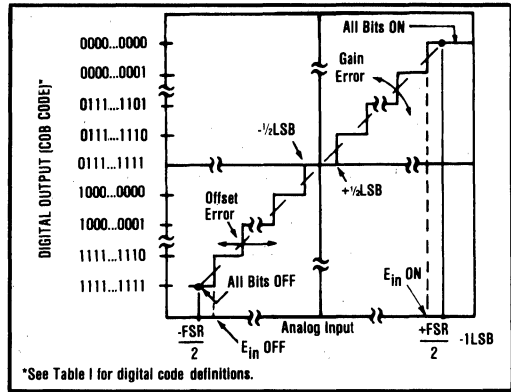 All Bits ON
0000...0000
0000...0001
Gain
Error
0111...1101
0111...1110
-½LSB
0111...1111
+½LSB
1000...0000
Offset
Error
1000...0001
1111...1110
All Bits OFF
1111...1111
DIGITAL OUTPUT (COB CODE)*
Ein ON
-FSR
2
Ein OFF
Analog Input
+FSR
2
-1LSB
*See Table I for digital code definitions.